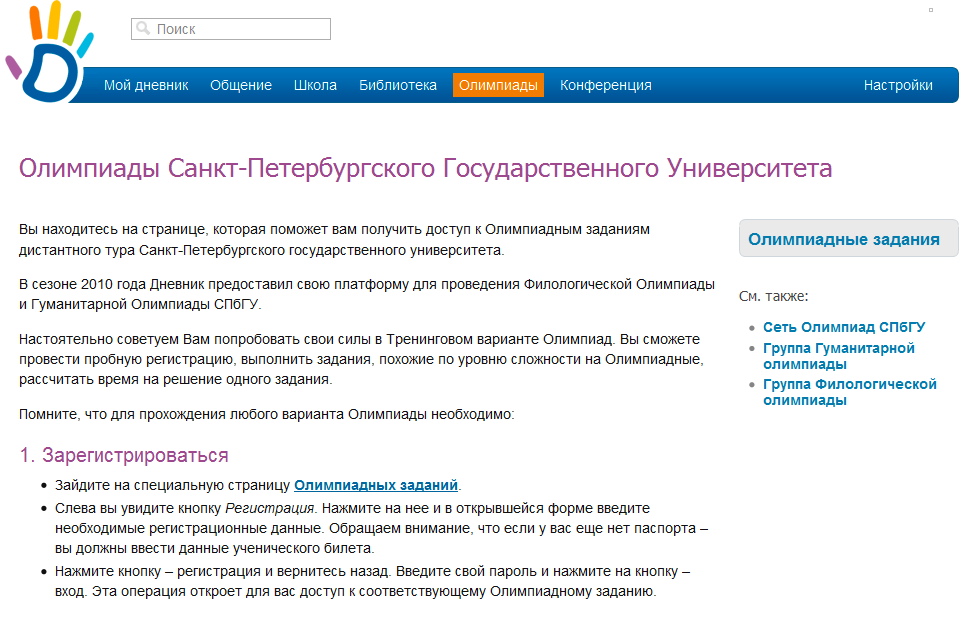 Поиск
Мой дневник Общение Школа Библиотека Олимпиады Конференция Настройки
Олимпиады Санкт-Петербургского Государственного Университета
Вы находитесь на странице, которая поможет вам получить доступ к Олимпиадным заданиям
дистантного тура Санкт-Петербургского государственного университета.
В сезоне 2010 года Дневник предоставил свою платформу для проведения Филологической Олимпиады
и Гуманитарной Олимпиады СПбГУ.
Настоятельно советуем Вам попробовать свои силы в Тренинговом варианте Олимпиад. Вы сможете
провести пробную регистрацию, выполнить задания, похожие по уровню сложности на Олимпиадные,
рассчитать время на решение одного задания.
Помните, что для прохождения любого варианта Олимпиады необходимо:
1. Зарегистрироваться
Зайдите на специальную страницу Олимпиадных заданий.
Слева вы увидите кнопку Регистрация. Нажмите на нее и в открывшейся форме введите
необходимые регистрационные данные. Обращаем внимание, что если у вас еще нет паспорта –
вы должны ввести данные ученического билета.
Нажмите кнопку – регистрация и вернитесь назад. Введите свой пароль и нажмите на кнопку –
вход. Эта операция откроет для вас доступ к соответствующему Олимпиадному заданию.
Олимпиадные задания
См. также:
Сеть Олимпиад СПбГУ
Группа Гуманитарной
олимпиады
Группа Филологической
олимпиады